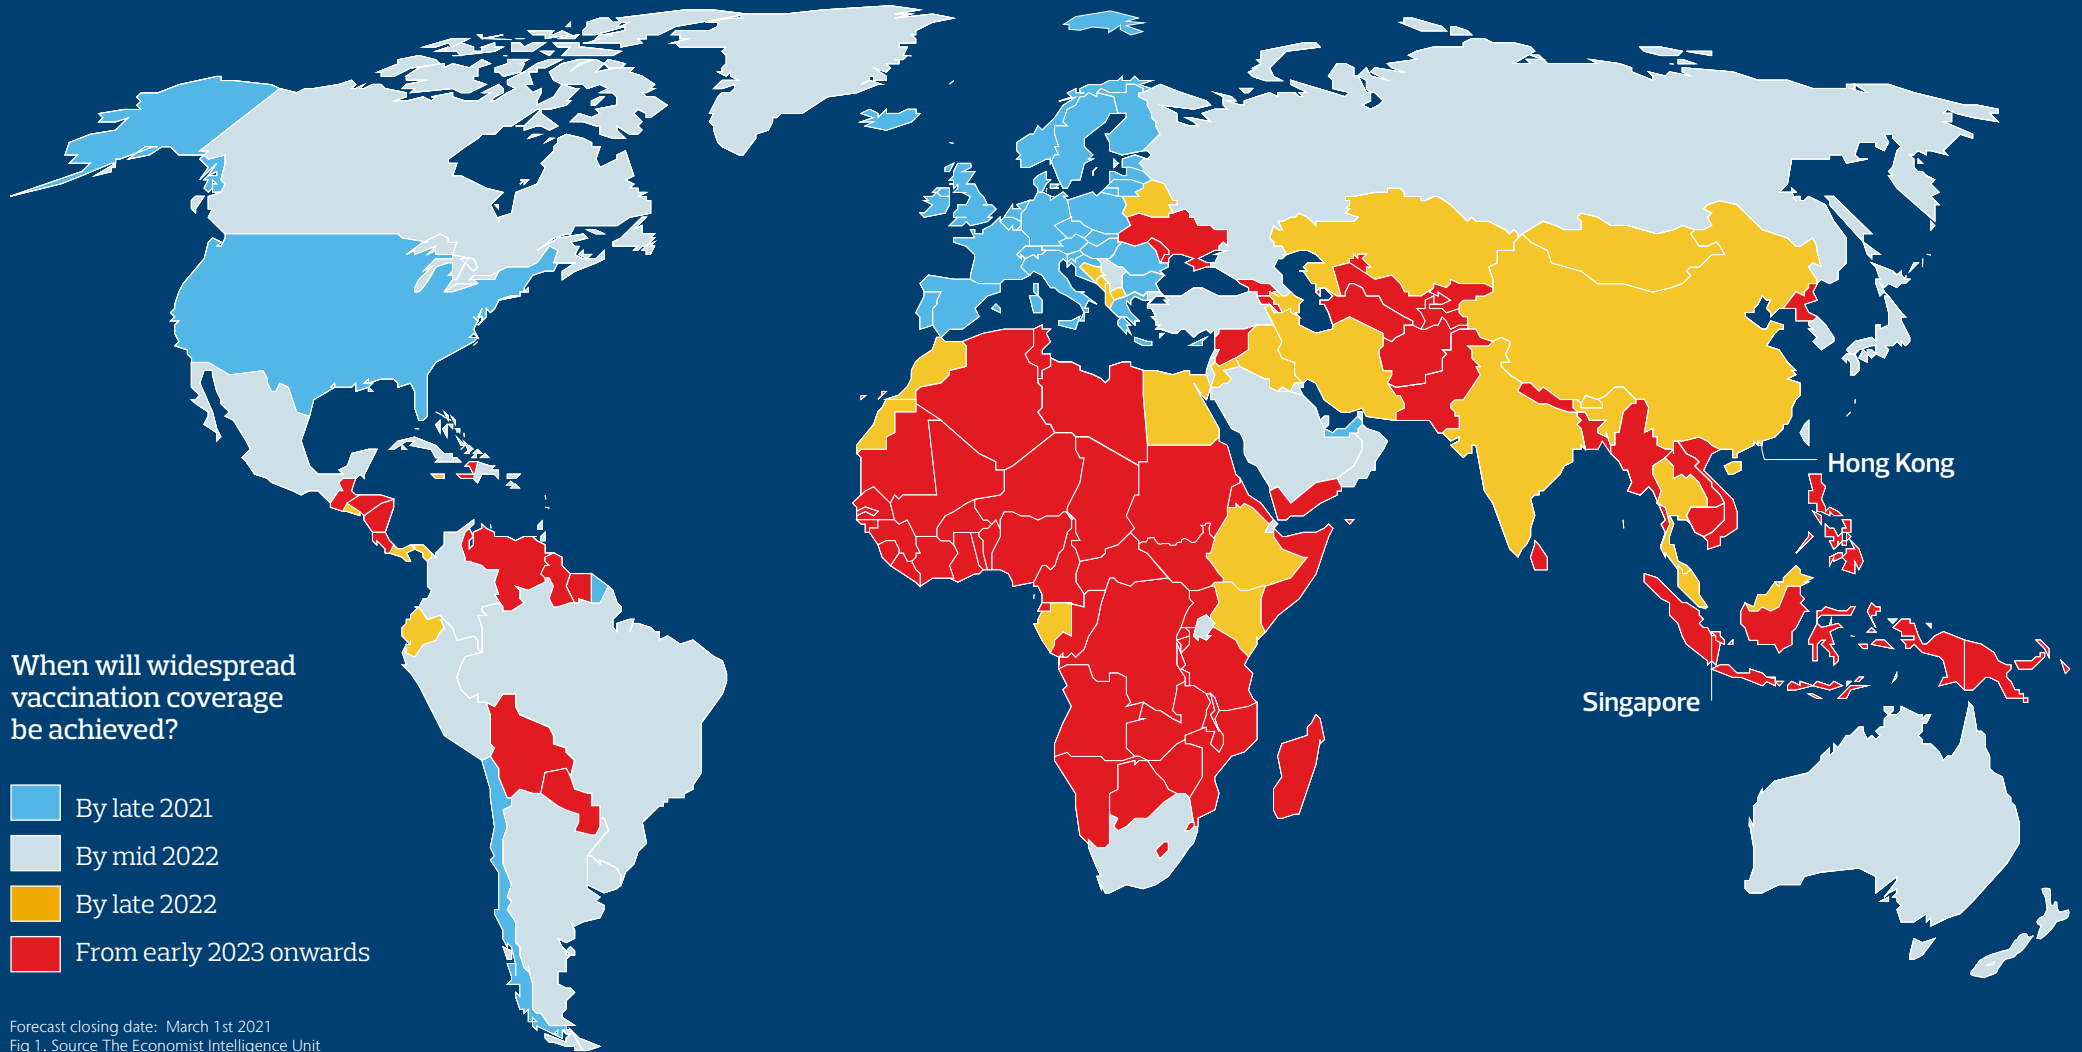 Hong Kong
Singapore
When will widespread
vaccination coverage
be achieved?
By late 2021
By mid 2022
By late 2022
From early 2023 onwards
Forecast closing date: March 1st 2021
Fig 1. Source The Economist Intelligence Unit